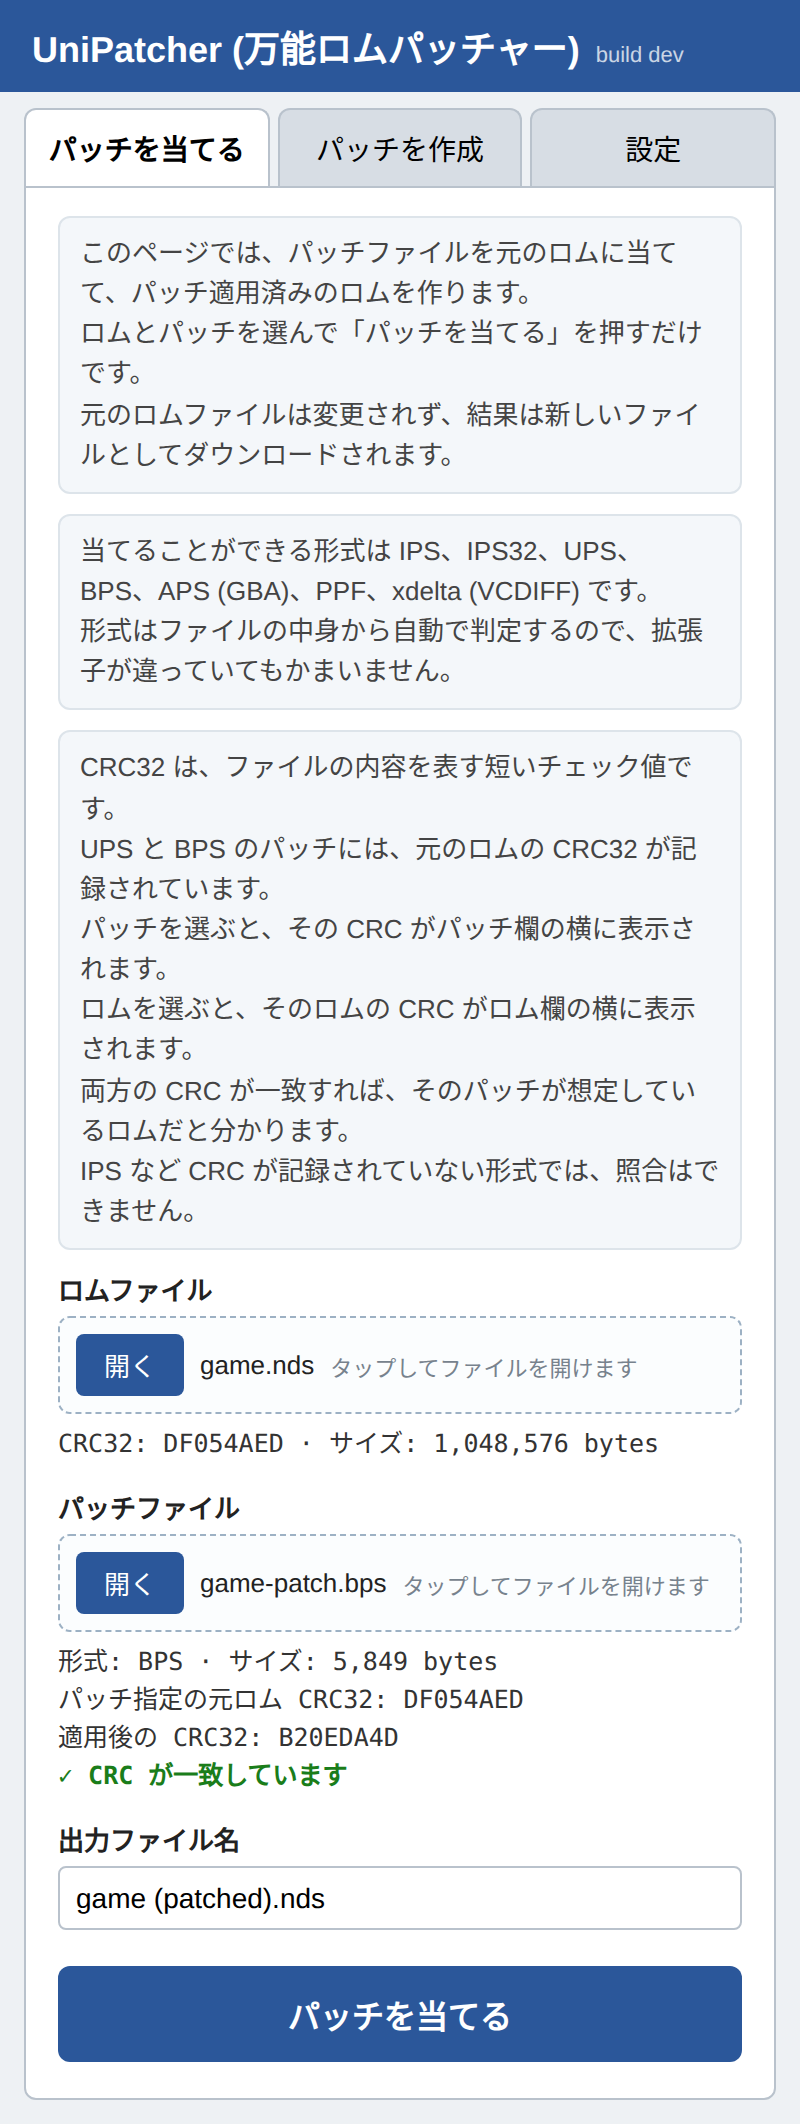 UniPatcher (万能ロムパッチャー) build dev
パッチを当てる パッチを作成 設定
このページでは、パッチファイルを元のロムに当て
て、パッチ適用済みのロムを作ります。
ロムとパッチを選んで「パッチを当てる」を押すだけ
です。
元のロムファイルは変更されず、結果は新しいファイ
ルとしてダウンロードされます。
当てることができる形式は IPS、IPS32、UPS、
BPS、APS (GBA)、PPF、xdelta (VCDIFF) です。
形式はファイルの中身から自動で判定するので、拡張
子が違っていてもかまいません。
CRC32 は、ファイルの内容を表す短いチェック値で
す。
UPS と BPS のパッチには、元のロムの CRC32 が記
録されています。
パッチを選ぶと、その CRC がパッチ欄の横に表示さ
れます。
ロムを選ぶと、そのロムの CRC がロム欄の横に表示
されます。
両方の CRC が一致すれば、そのパッチが想定してい
るロムだと分かります。
IPS など CRC が記録されていない形式では、照合はで
きません。
ロムファイル
開く game.nds タップしてファイルを開けます
CRC32: DF054AED · サイズ: 1,048,576 bytes
パッチファイル
開く game-patch.bps タップしてファイルを開けます
形式: BPS · サイズ: 5,849 bytes
パッチ指定の元ロム CRC32: DF054AED
適用後の CRC32: B20EDA4D
✓ CRC が一致しています
出力ファイル名
game (patched).nds
パッチを当てる